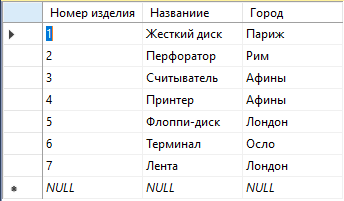 Номер изделия Название Город
1 Жесткий диск Париж
2 Перфоратор Рим
3 Считыватель Афины
4 Принтер Афины
5 Флоппи-диск Лондон
6 Терминал Осло
7 Лента Лондон
NULL NULL NULL